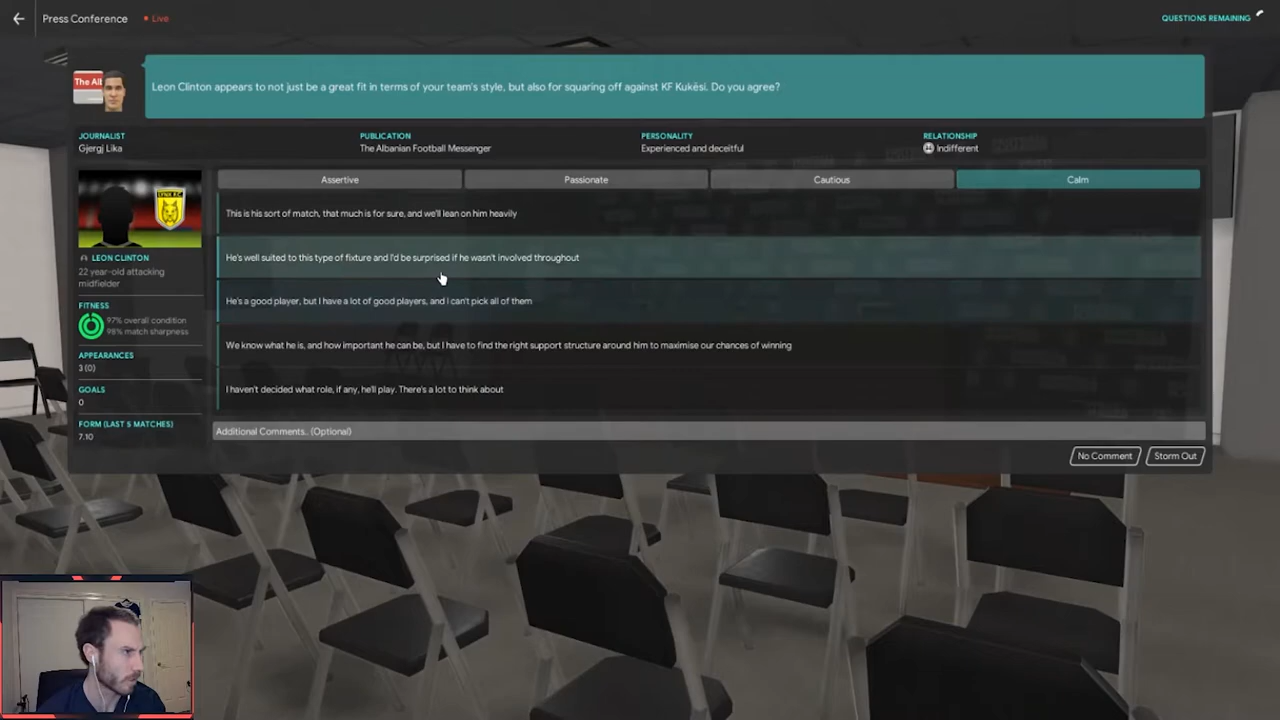 Press Conference
Live
QUESTIONS REMAINING
The Alb
Leon Clinton appears to not just be a great fit in terms of your team's style, but also for squaring off against KF Kukësi. Do you agree?
JOURNALIST
Gjergj Lika
PUBLICATION
The Albanian Football Messenger
PERSONALITY
Experienced and deceitful
RELATIONSHIP
Indifferent
Assertive
Passionate
Cautious
Calm
LYNX F.C.
LEON CLINTON
22 year-old attacking
midfielder
FITNESS
97% overall condition
98% match sharpness
APPEARANCES
3 (0)
GOALS
0
FORM (LAST 5 MATCHES)
7.10
This is his sort of match, that much is for sure, and we'll lean on him heavily
He's well suited to this type of fixture and I'd be surprised if he wasn't involved throughout
He's a good player, but I have a lot of good players, and I can't pick all of them
We know what he is, and how important he can be, but I have to find the right support structure around him to maximise our chances of winning
I haven't decided what role, if any, he'll play. There's a lot to think about
Additional Comments.. (Optional)
No Comment
Storm Out